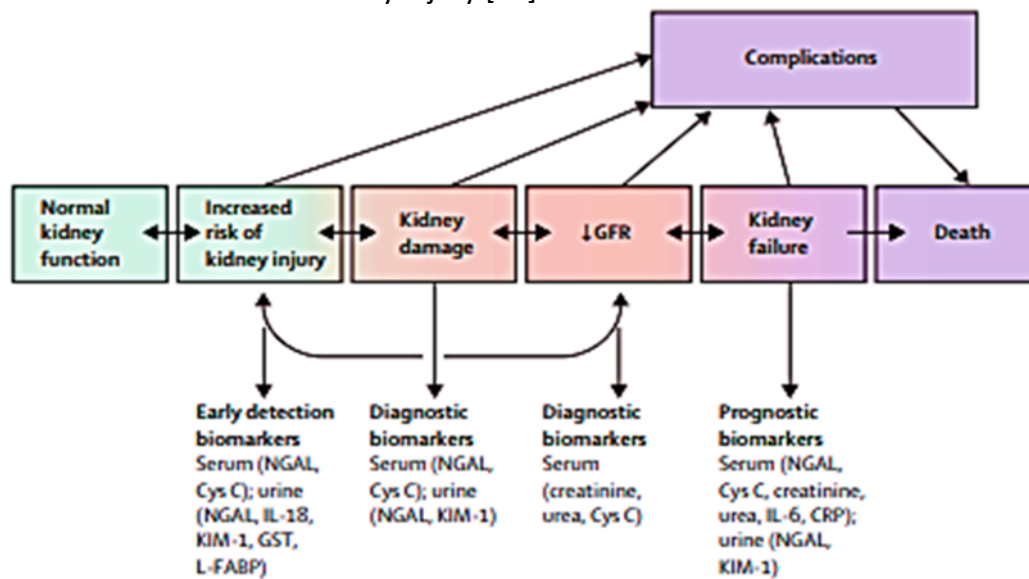 Complications
Normal
kidney
function
Increased
risk of
kidney injury
Kidney
damage
↓GFR
Kidney
failure
Death
Early detection
biomarkers
Serum (NGAL,
Cys C); urine
(NGAL, IL-18,
KIM-1, GST,
L-FABP)
Diagnostic
biomarkers
Serum (NGAL,
Cys C); urine
(NGAL, KIM-1)
Diagnostic
biomarkers
Serum
(creatinine,
urea, Cys C)
Prognostic
biomarkers
Serum (NGAL,
Cys C, creatinine,
urea, IL-6, CRP);
urine (NGAL,
KIM-1)